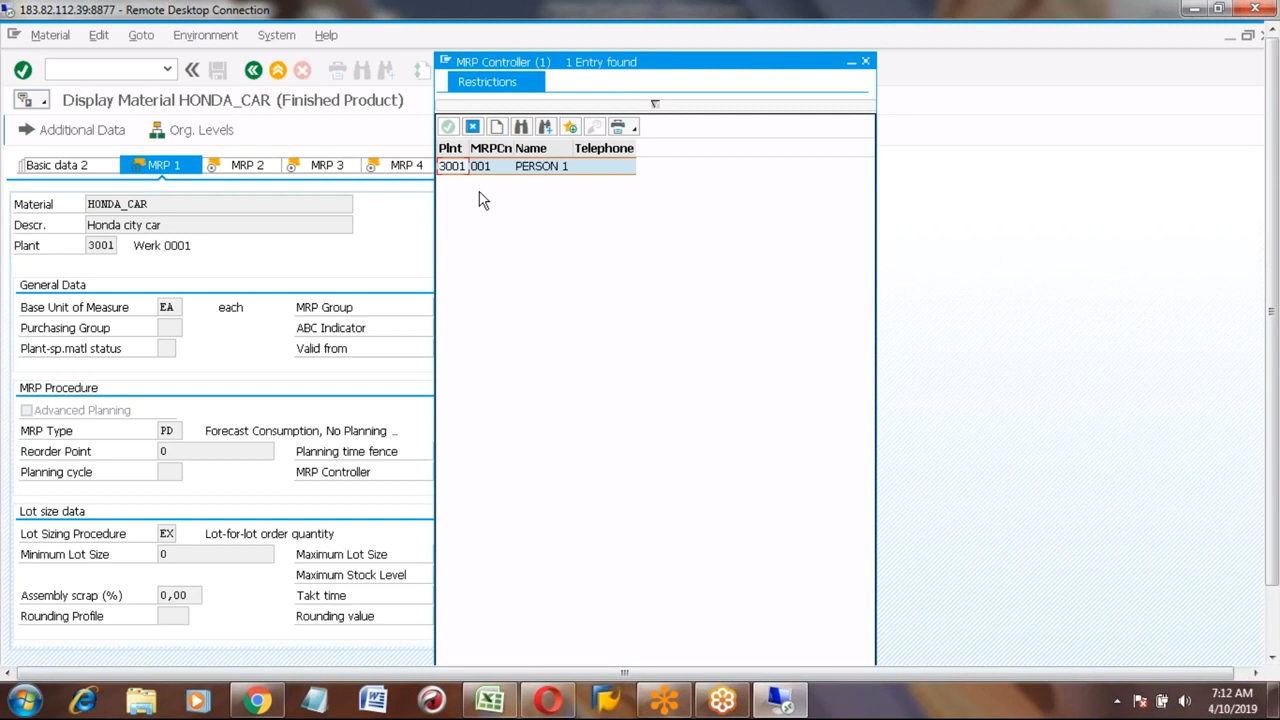 183.82.112.39:8877 - Remote Desktop Connection
Material Edit Goto Environment System Help
Display Material HONDA_CAR (Finished Product)
Additional Data Org. Levels
Basic data 2 MRP 1 MRP 2 MRP 3 MRP 4
Material HONDA_CAR
Descr. Honda city car
Plant 3001 Werk 0001
General Data
Base Unit of Measure EA each MRP Group
Purchasing Group ABC Indicator
Plant-sp.matl status Valid from
MRP Procedure
Advanced Planning
MRP Type PD Forecast Consumption, No Planning ...
Reorder Point 0 Planning time fence
Planning cycle MRP Controller
Lot size data
Lot Sizing Procedure EX Lot-for-lot order quantity
Minimum Lot Size 0 Maximum Lot Size
Maximum Stock Level
Assembly scrap (%) 0,00 Takt time
Rounding Profile Rounding value
MRP Controller (1) 1 Entry found
Restrictions
Plnt MRPCn Name Telephone
3001 001 PERSON 1
7:12 AM
4/10/2019